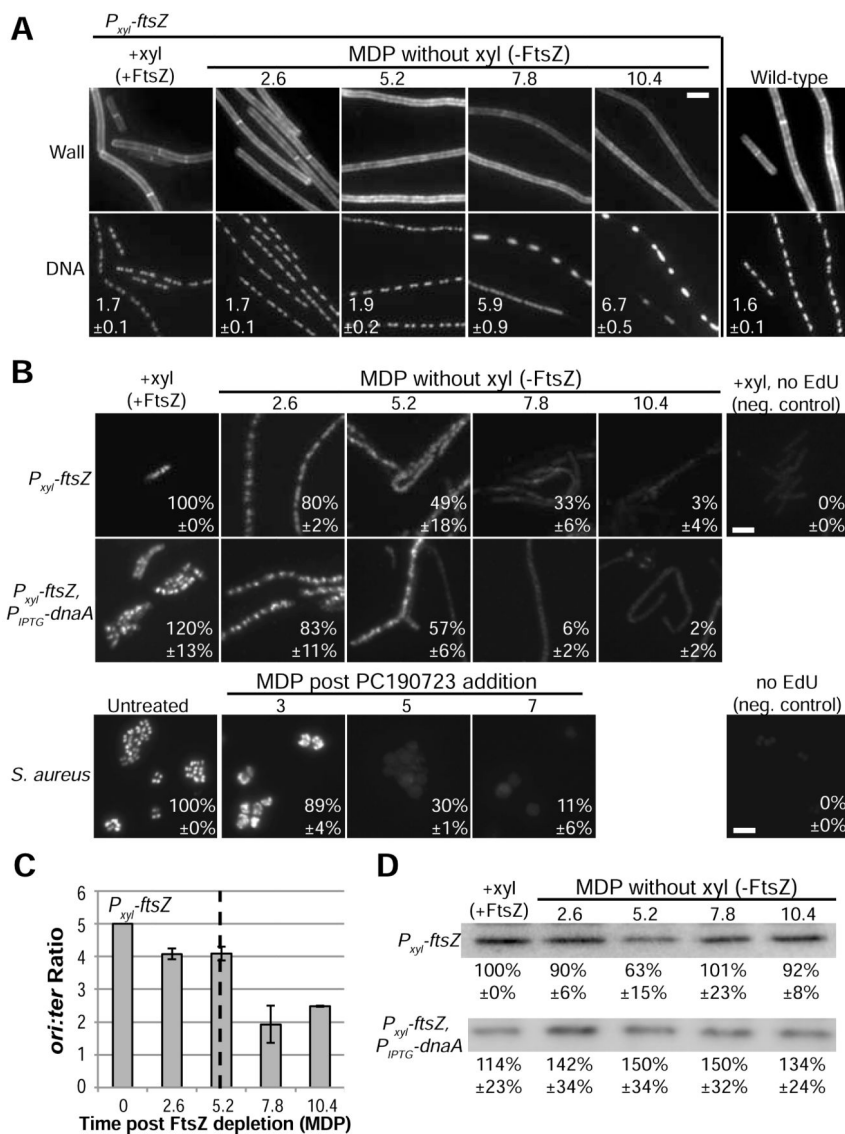 A
Pxyl-ftsZ
+xyl
(+FtsZ)
MDP without xyl (-FtsZ)
2.6 5.2 7.8 10.4
Wild-type
Wall
DNA
1.7 1.7 1.9 5.9 6.7 1.6
±0.1 ±0.1 ±0.2 ±0.9 ±0.5 ±0.1
B
+xyl
(+FtsZ)
MDP without xyl (-FtsZ)
2.6 5.2 7.8 10.4
+xyl, no EdU
(neg. control)
Pxyl-ftsZ
100% 80% 49% 33% 3% 0%
±0% ±2% ±18% ±6% ±4% ±0%
Pxyl-ftsZ,
PIPTG-dnaA
120% 83% 57% 6% 2%
±13% ±11% ±6% ±2% ±2%
Untreated
MDP post PC190723 addition
3 5 7
no EdU
(neg. control)
S. aureus
100% 89% 30% 11% 0%
±0% ±4% ±1% ±6% ±0%
C
Pxyl-ftsZ
ori:ter Ratio
6
5
4
3
2
1
0
0 2.6 5.2 7.8 10.4
Time post FtsZ depletion (MDP)
D
+xyl
(+FtsZ)
MDP without xyl (-FtsZ)
2.6 5.2 7.8 10.4
Pxyl-ftsZ
100% 90% 63% 101% 92%
±0% ±6% ±15% ±23% ±8%
Pxyl-ftsZ,
PIPTG-dnaA
114% 142% 150% 150% 134%
±23% ±34% ±34% ±32% ±24%